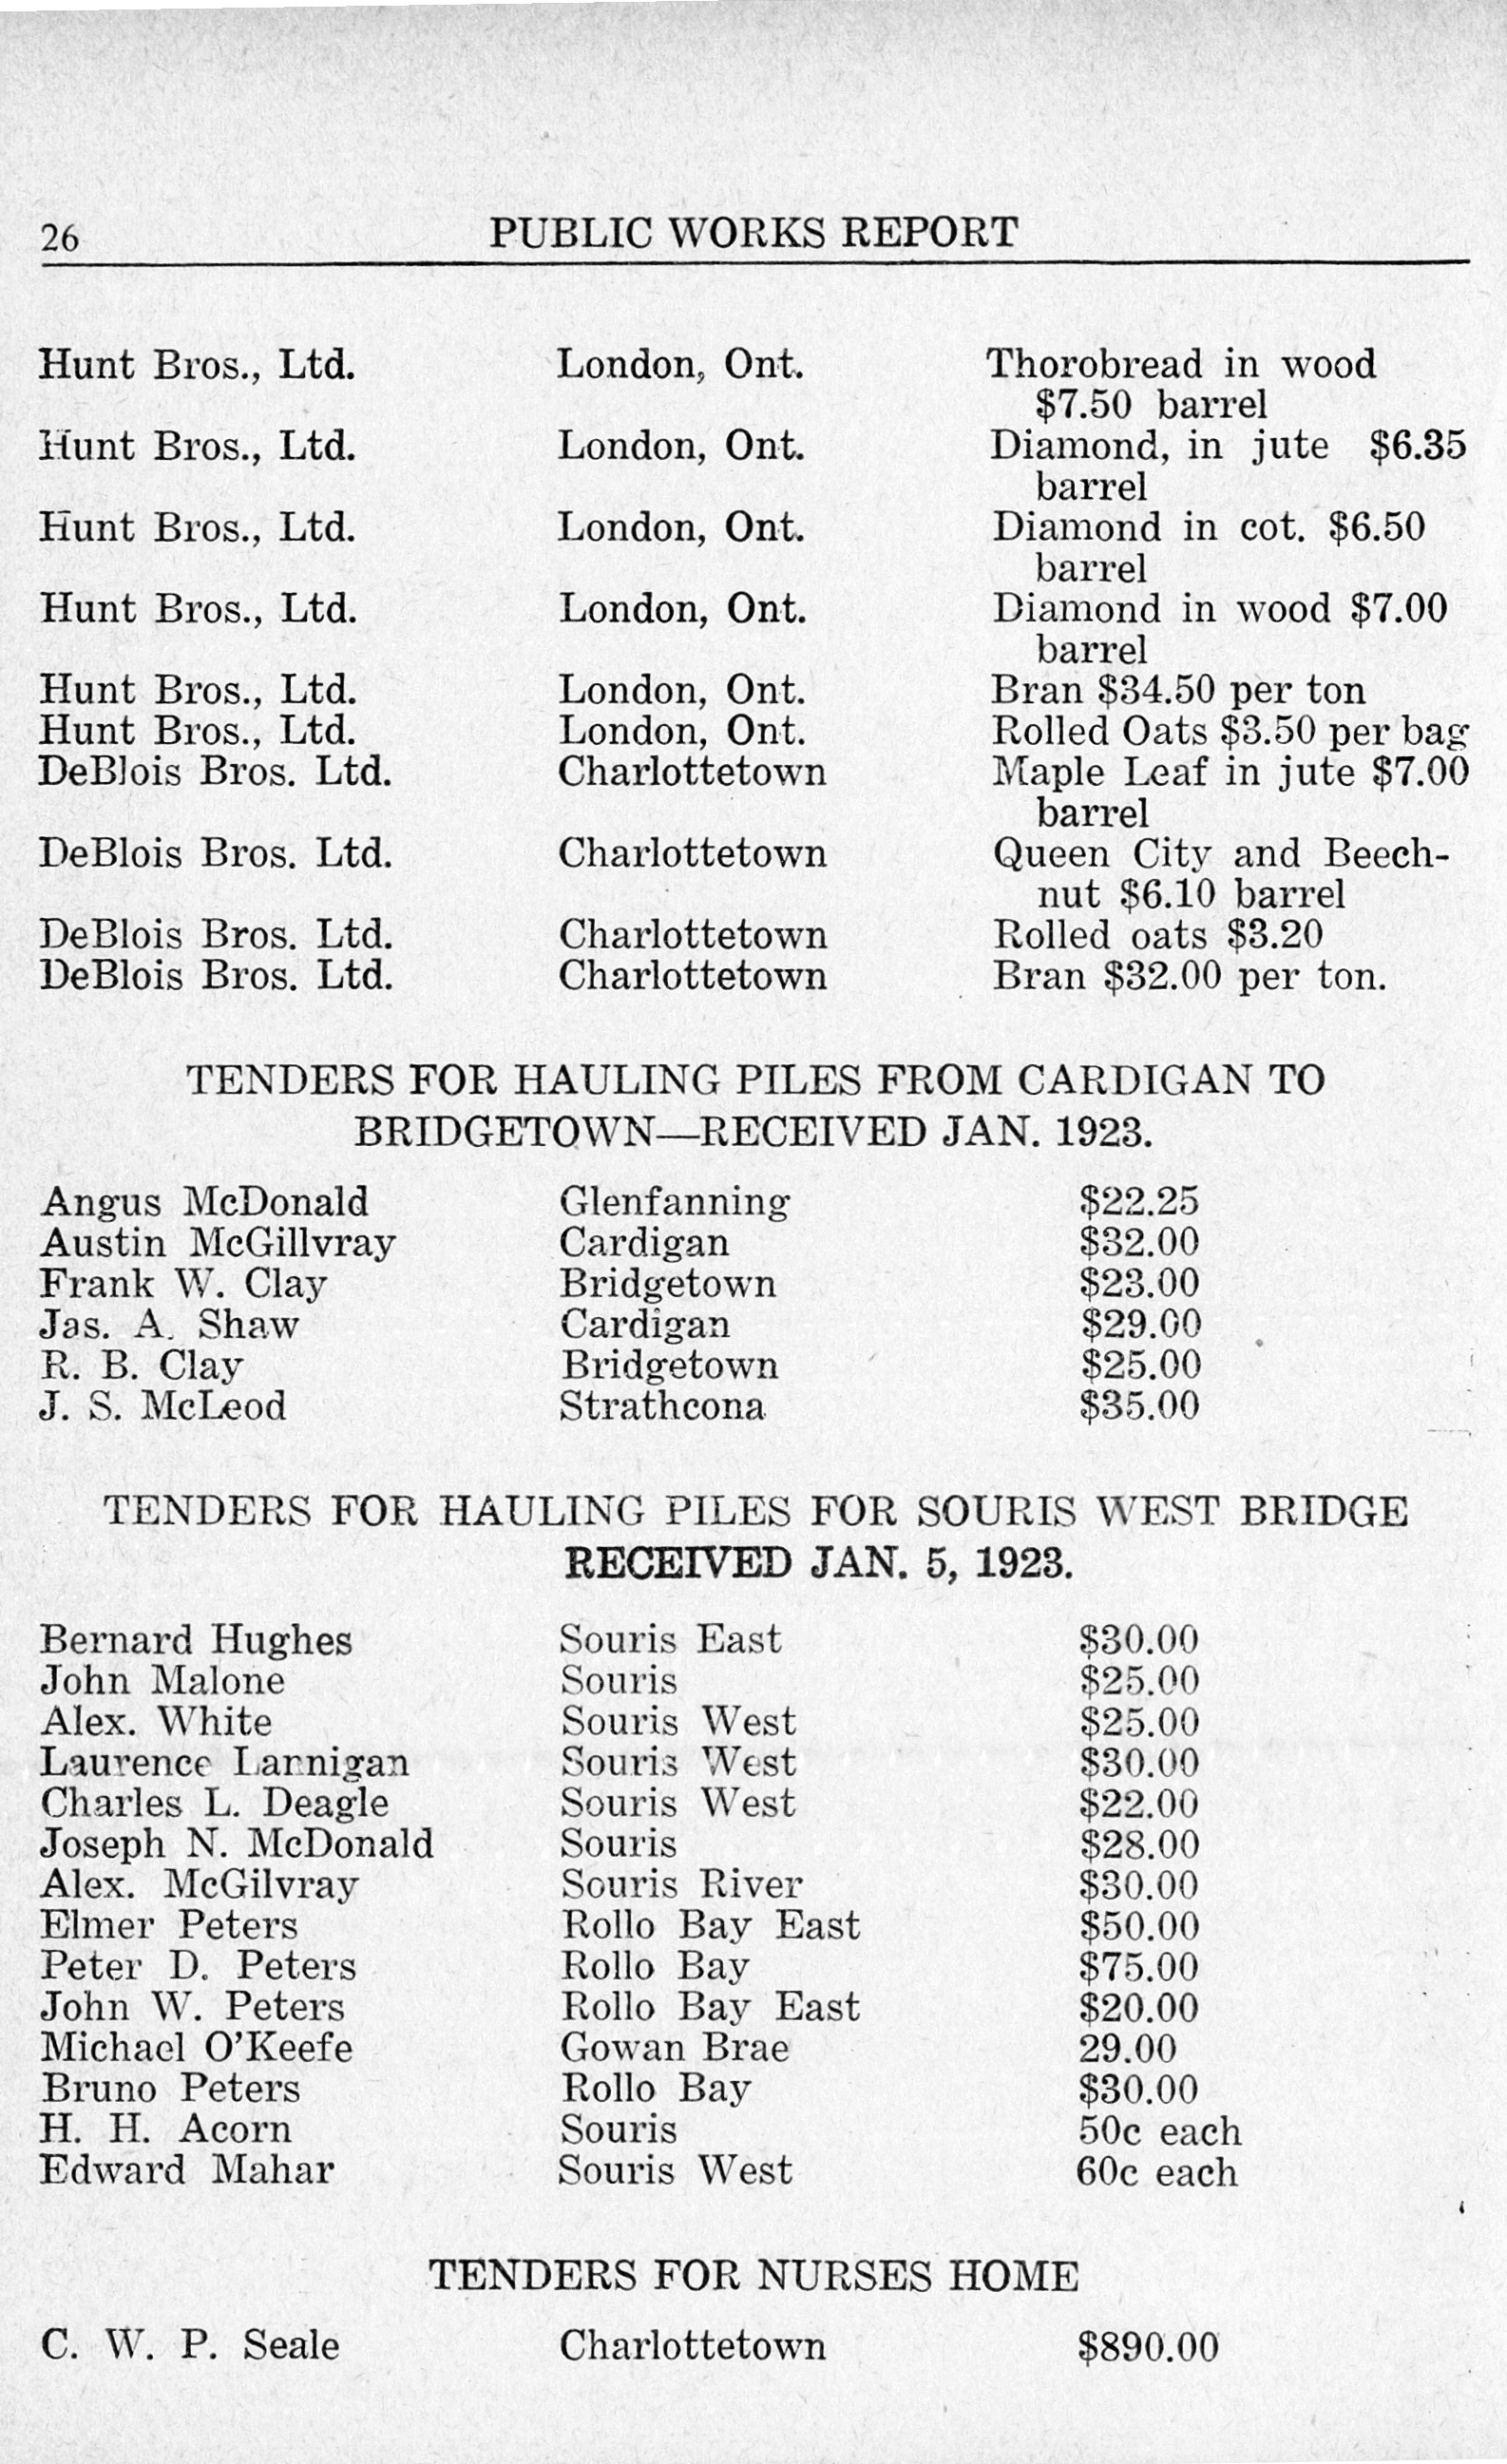 26 PUBLIC WORKS REPORT
Hunt Bros., Ltd. London, Ont. Thorobread in wood
$7.50 barrel
Hunt Bros., Ltd. London, Ont. Diamond, in jute $6.35
barrel
Hunt Bros., Ltd. London, Ont. Diamond in cot. $6.50
barrel
Hunt Bros., Ltd. London, Ont. Diamond in wood $7.00
barrel
Hunt Bros., Ltd. London, Ont. Bran $34.50 per ton
Hunt Bros., Ltd. London, Ont. Rolled Oats $3.50 per bag
DeBlois Bros. Ltd. Charlottetown Maple Leaf in jute $7.00
barrel
DeBlois Bros. Ltd. Charlottetown Queen City and Beech-
nut $6.10 barrel
DeBlois Bros. Ltd. Charlottetown Rolled oats $3.20
DeBlois Bros. Ltd. Charlottetown Bran $32.00 per ton.
TENDERS FOR HAULING PILES FROM CARDIGAN TO
BRIDGETOWN—RECEIVED JAN. 1923.
Angus McDonald Glenfanning $22.25
Austin McGillvray Cardigan $32.00
Frank W. Clay Bridgetown $23.00
Jas. A. Shaw Cardigan $29.00
R. B. Clay Bridgetown $25.00
J. S. McLeod Strathcona $35.00
TENDERS FOR HAULING PILES FOR SOURIS WEST BRIDGE
RECEIVED JAN. 5, 1923.
Bernard Hughes Souris East $30.00
John Malone Souris $25.00
Alex. White Souris West $25.00
Laurence Larnigan Souris West $30.00
Charles L. Deagle Souris West $22.00
Joseph N. McDonald Souris $28.00
Alex. McGilvray Souris River $30.00
Elmer Peters Rollo Bay East $50.00
Peter D. Peters Rollo Bay $75.00
John W. Peters Rollo Bay East $20.00
Michael O'Keefe Gowan Brae 29.00
Bruno Peters Rollo Bay $30.00
H. H. Acorn Souris 50c each
Edward Mahar Souris West 60c each
TENDERS FOR NURSES HOME
C. W. P. Seale Charlottetown $890.00